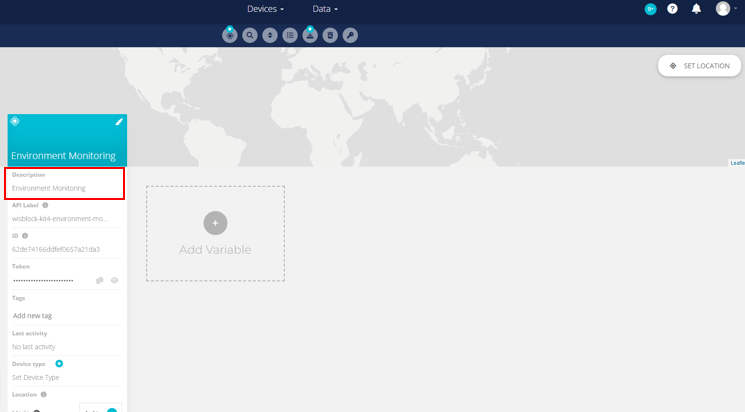 Devices
Data
SET LOCATION
Environment Monitoring
Leafle
Description
Environment Monitoring
API Label
wisblock-kit4-environment-mo...
ID
62de74166ddfef0657a21da3
Add Variable
Token
Tags
Add new tag
Last activity
No last activity
Device type
Set Device Type
Location